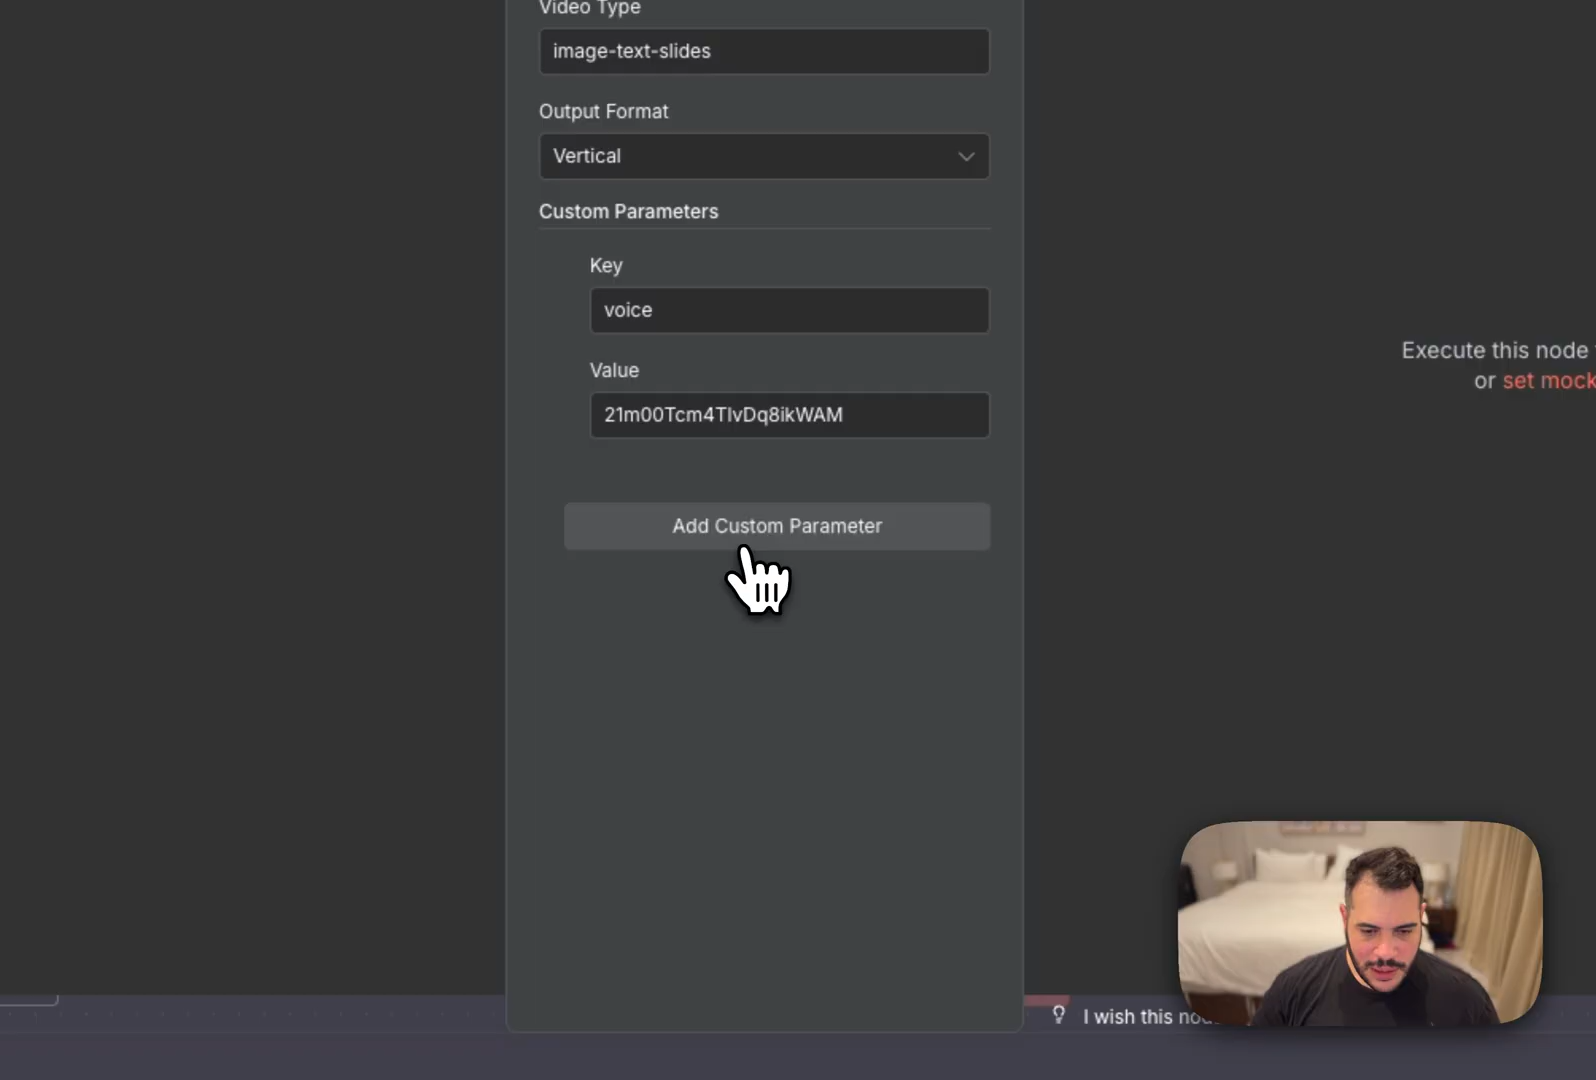 Video Type
image-text-slides
Output Format
Vertical
Custom Parameters
Key
voice
Value
21m00Tcm4TlvDq8ikWAM
Add Custom Parameter
Execute this node
or set mock
I wish this